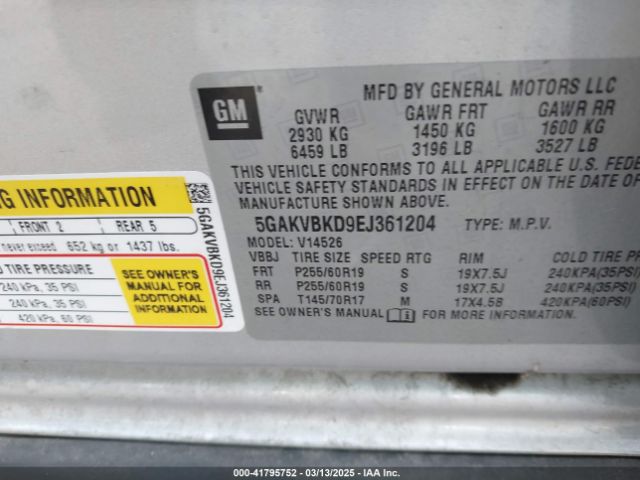 GM
MFD BY GENERAL MOTORS LLC
GVWR GAWR FRT GAWR RR
2930 KG 1450 KG 1600 KG
6459 LB 3196 LB 3527 LB
THIS VEHICLE CONFORMS TO ALL APPLICABLE U.S. FEDE
VEHICLE SAFETY STANDARDS IN EFFECT ON THE DATE OF
MANUFACTURE SHOWN ABOVE.
5GAKVBKD9EJ361204 TYPE: M.P.V.
MODEL: V14526
VBBJ TIRE SIZE SPEED RTG RIM COLD TIRE PRES
FRT P255/60R19 S 19X7.5J 240KPA(35PSI)
RR P255/60R19 S 19X7.5J 240KPA(35PSI)
SPA T145/70R17 M 17X4.5B 420KPA(60PSI)
SEE OWNER'S MANUAL FOR MORE INFORMATION.
NG INFORMATION
FRONT 2 REAR 5
never exceed 652 kg or 1437 lbs.
D TIRE PRESSURE
240 kPa, 35 PSI
240 kPa, 35 PSI
420 kPa, 60 PSI
SEE OWNER'S
MANUAL FOR
ADDITIONAL
INFORMATION
5GAKVBKD9EJ361204
000-41795752 — 03/13/2025 — IAA, Inc.